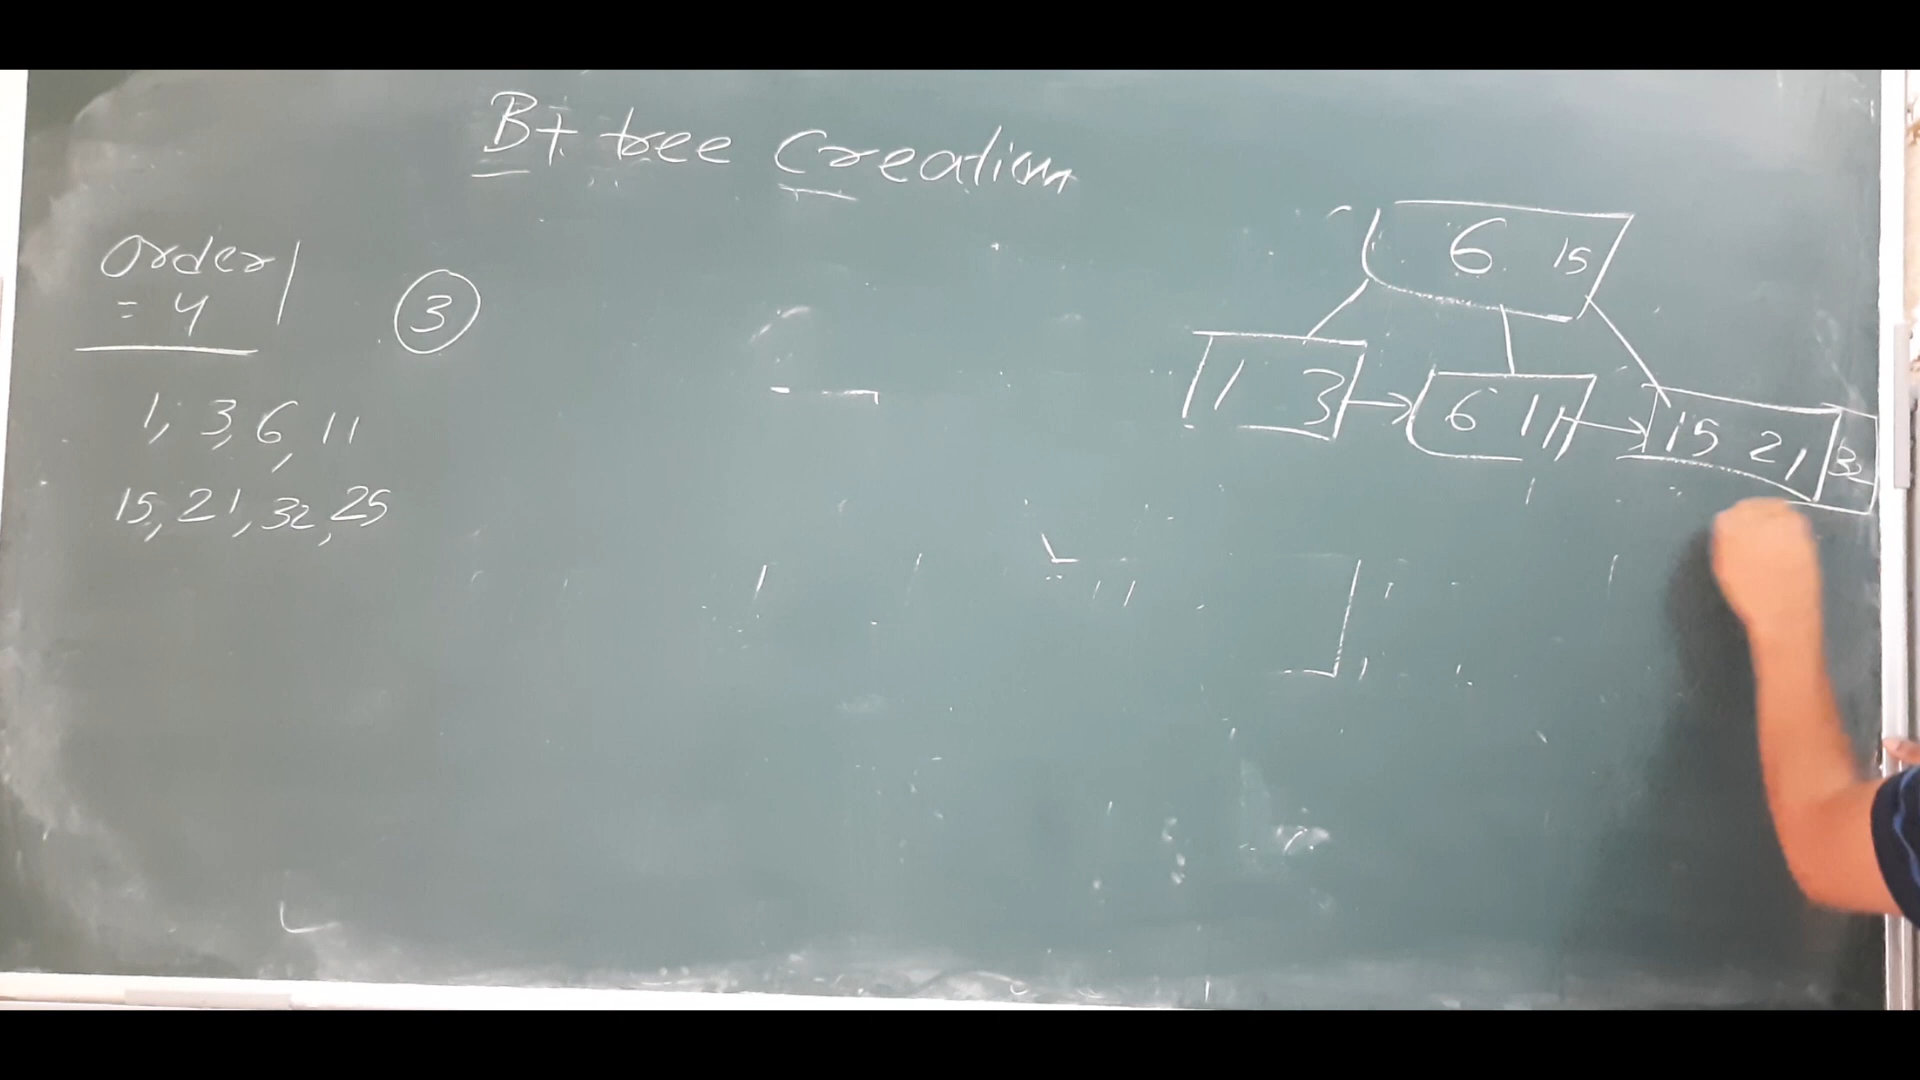 B+ tree Creation
Order
= 4
3
1, 3, 6, 11
15, 21, 32, 25
6 15
1 3
6 11
15 21 32